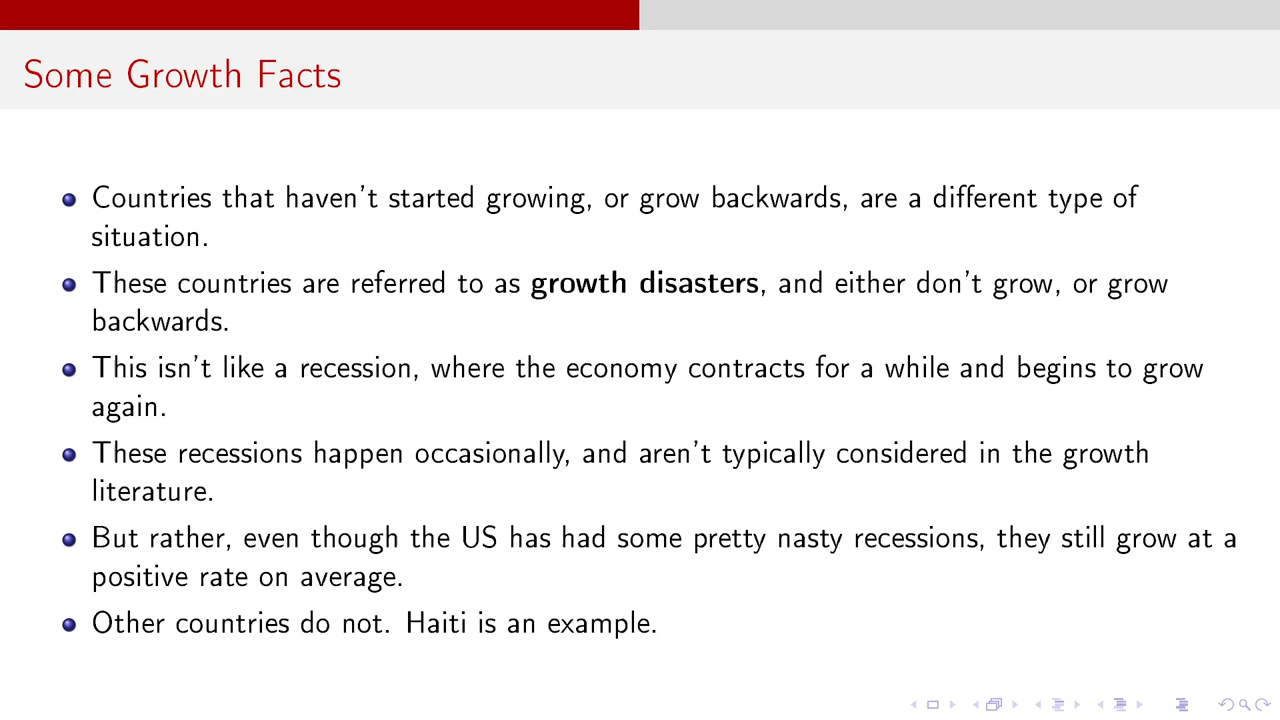 Some Growth Facts
Countries that haven't started growing, or grow backwards, are a different type of
situation.
These countries are referred to as growth disasters, and either don't grow, or grow
backwards.
This isn't like a recession, where the economy contracts for a while and begins to grow
again.
These recessions happen occasionally, and aren't typically considered in the growth
literature.
But rather, even though the US has had some pretty nasty recessions, they still grow at a
positive rate on average.
Other countries do not. Haiti is an example.